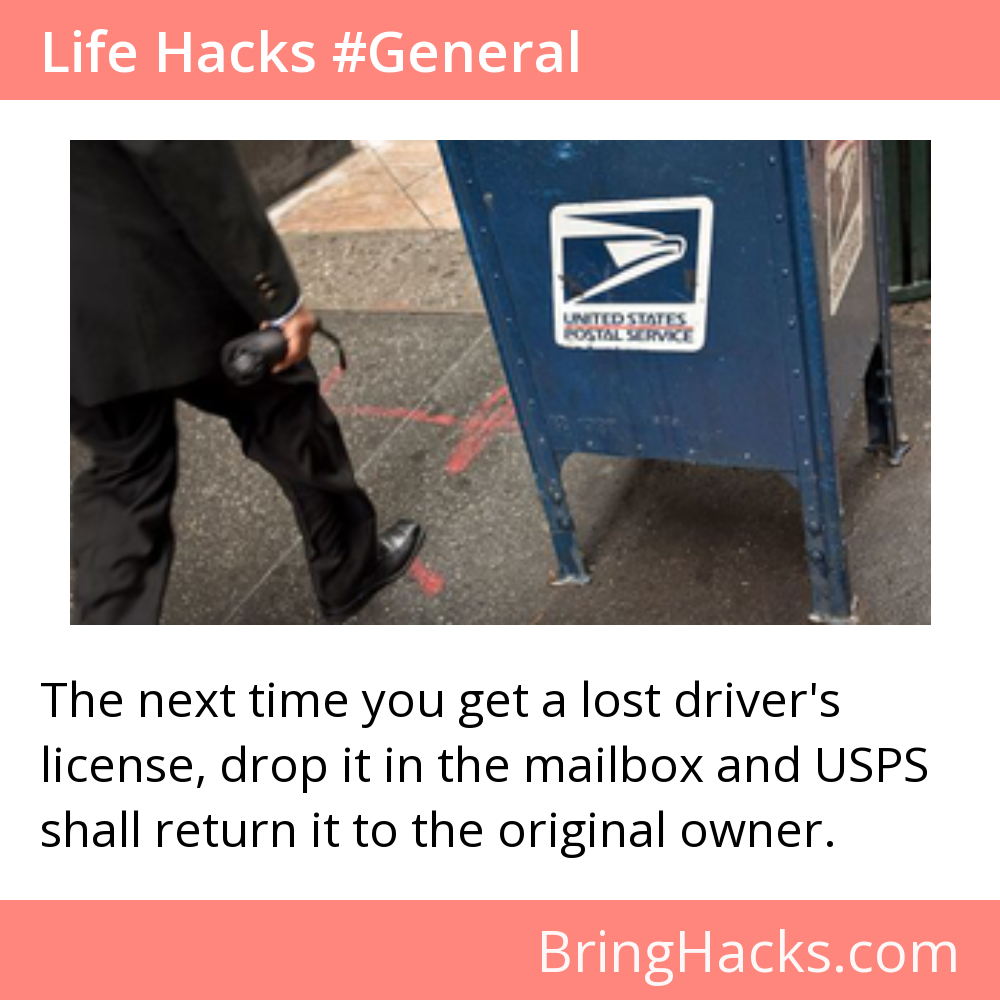 Life Hacks #General
UNITED STATES
POSTAL SERVICE
The next time you get a lost driver's
license, drop it in the mailbox and USPS
shall return it to the original owner.
BringHacks.com